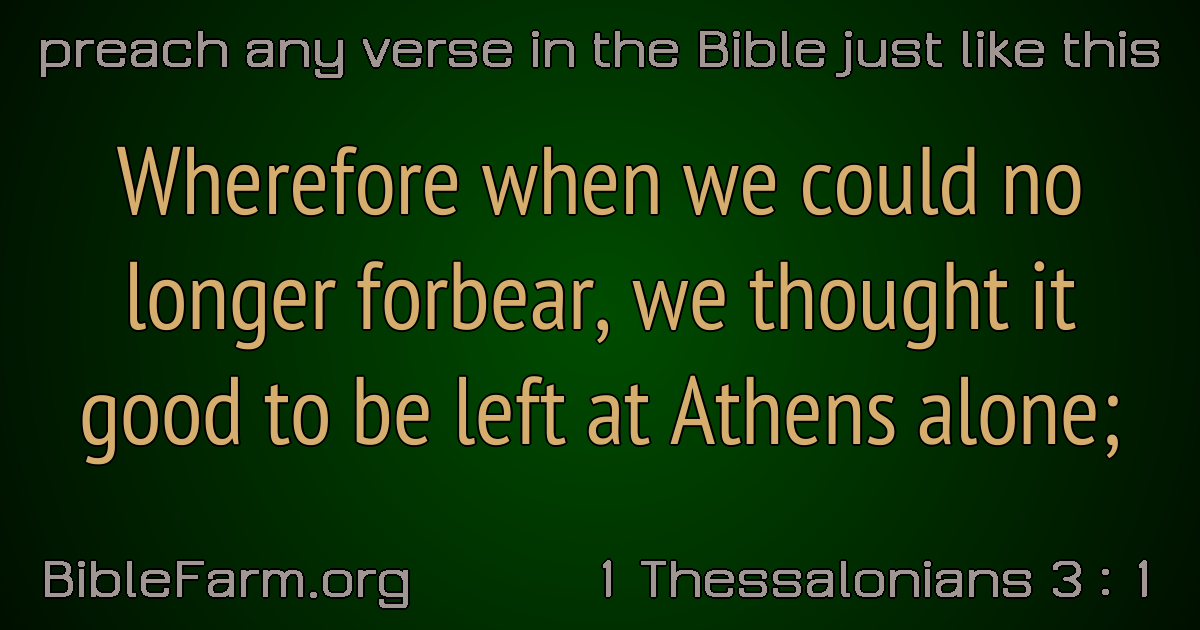 preach any verse in the Bible just like this
Wherefore when we could no
longer forbear, we thought it
good to be left at Athens alone;
BibleFarm.org
1 Thessalonians 3 : 1